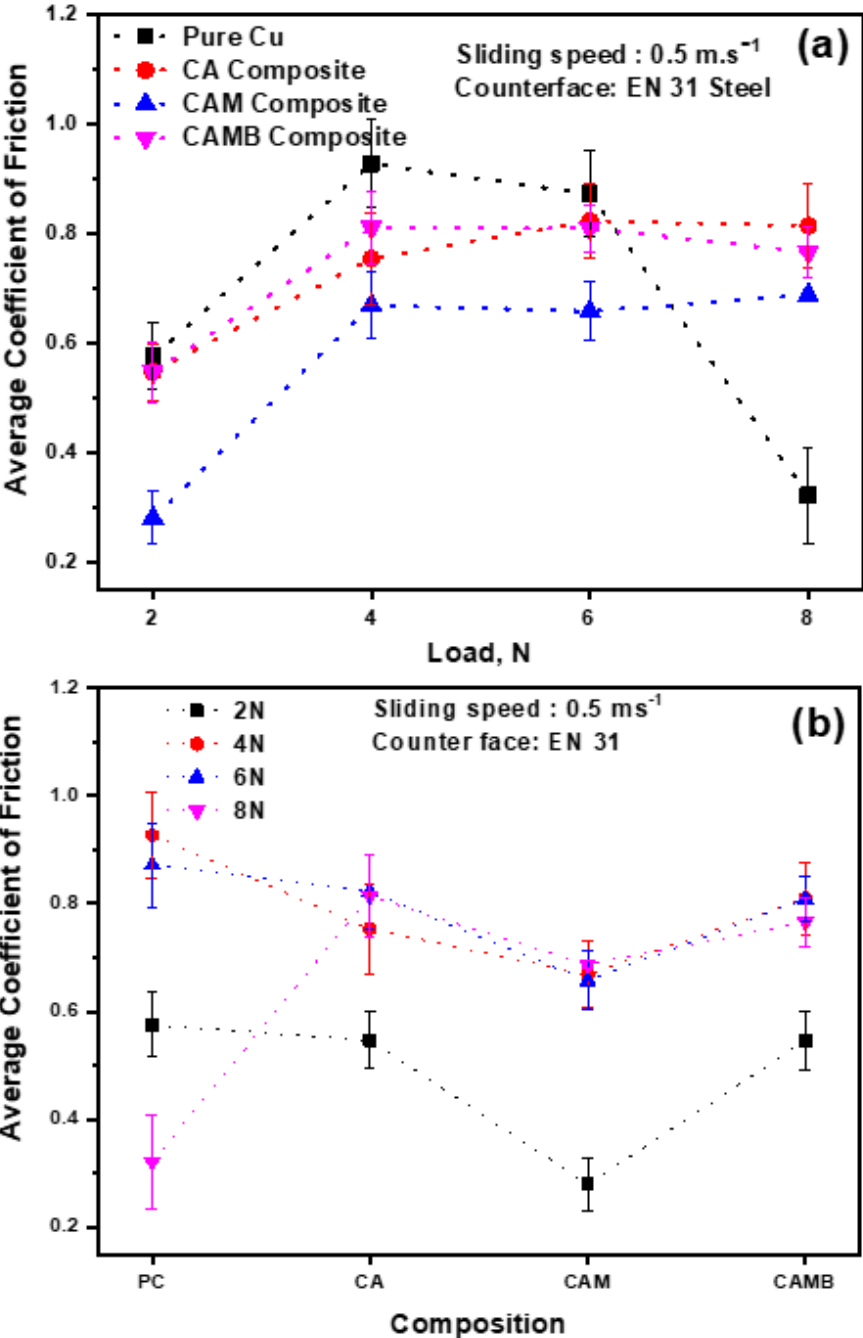 (a)
Pure Cu
CA Composite
CAM Composite
CAMB Composite
Sliding speed : 0.5 m.s⁻¹
Counterface: EN 31 Steel
Average Coefficient of Friction
1.2
1.0
0.8
0.6
0.4
0.2
2
4
6
8
Load, N
(b)
2N
4N
6N
8N
Sliding speed : 0.5 ms⁻¹
Counter face: EN 31
Average Coefficient of Friction
1.2
1.0
0.8
0.6
0.4
0.2
PC
CA
CAM
CAMB
Composition